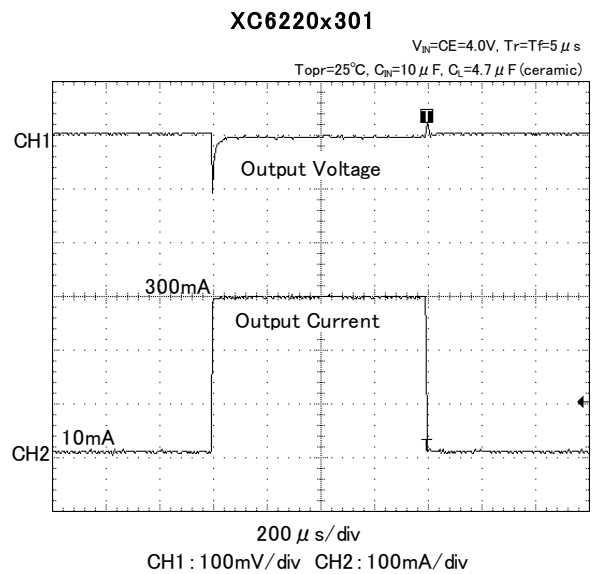 XC6220x301
VIN=CE=4.0V, Tr=Tf=5μs
Topr=25°C, CIN=10μF, CL=4.7μF(ceramic)
T
CH1
Output Voltage
300mA
Output Current
10mA
T
CH2
200μs/div
CH1:100mV/div CH2:100mA/div